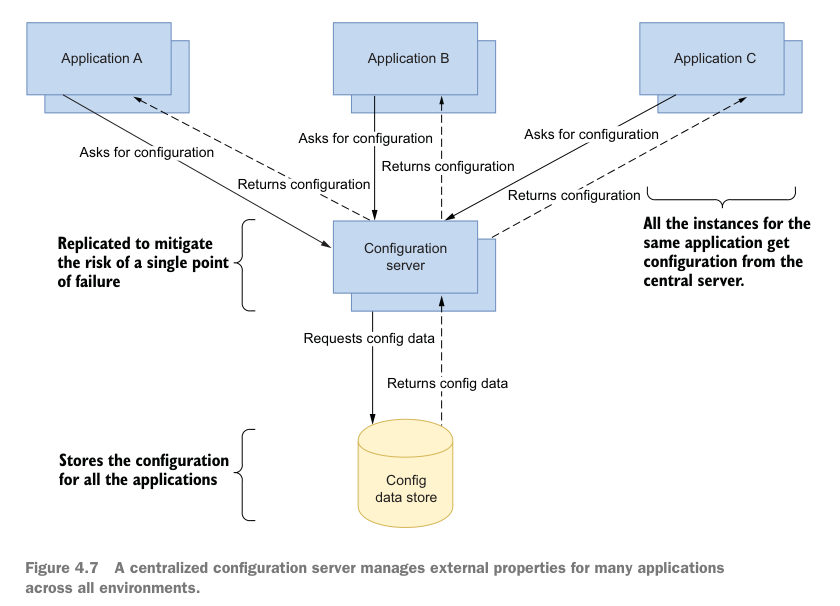 Application A
Application B
Application C
Asks for configuration
Asks for configuration
Asks for configuration
Returns configuration
Returns configuration
Returns configuration
Replicated to mitigate
the risk of a single point
of failure
Configuration
server
All the instances for the
same application get
configuration from the
central server.
Requests config data
Returns config data
Stores the configuration
for all the applications
Config
data store
Figure 4.7 A centralized configuration server manages external properties for many applications
across all environments.